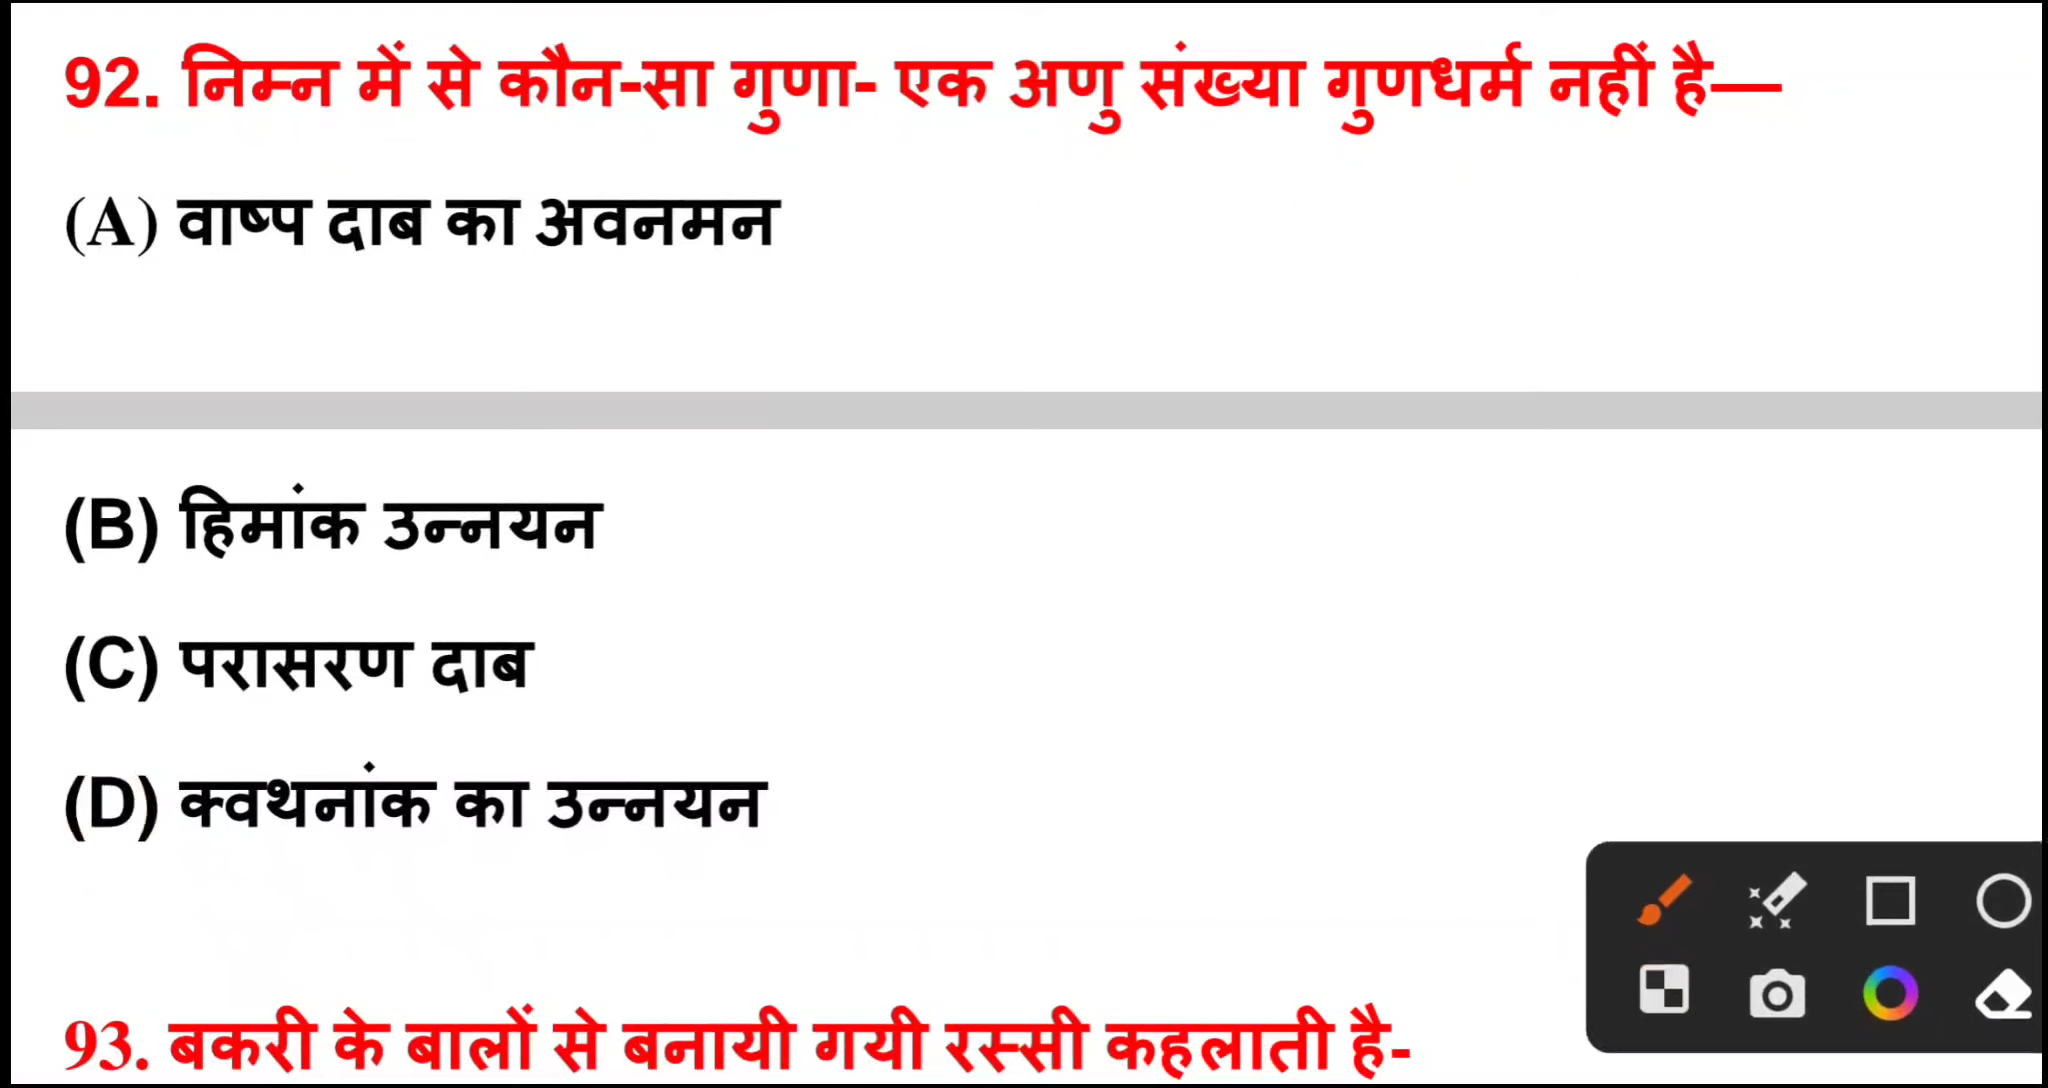 92. निम्न में से कौन-सा गुणा- एक अणु संख्या गुणधर्म नहीं है—
(A) वाष्प दाब का अवनमन
(B) हिमांक उन्नयन
(C) परासरण दाब
(D) क्वथनांक का उन्नयन
93. बकरी के बालों से बनायी गयी रस्सी कहलाती है-